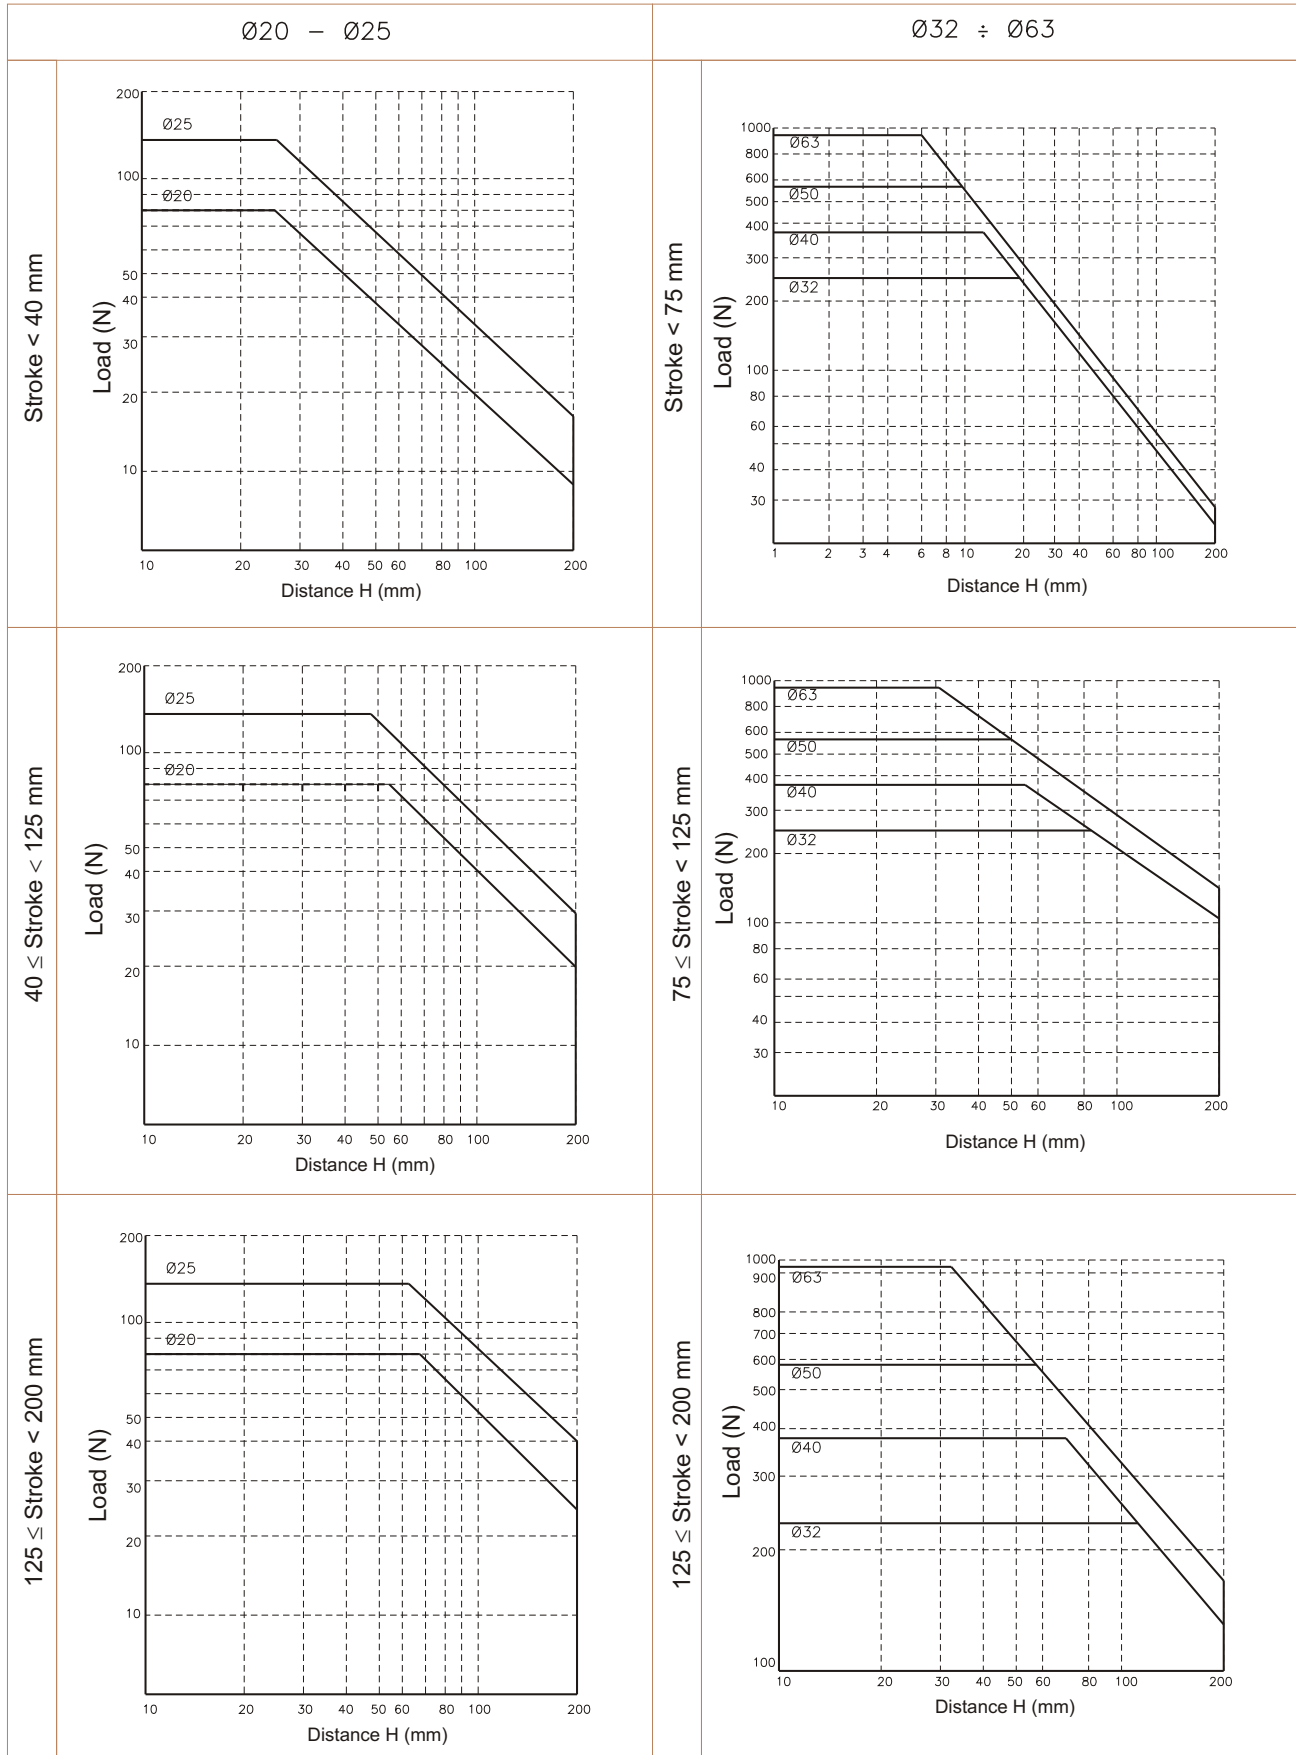 Ø20 – Ø25
Ø32 ÷ Ø63
Stroke < 40 mm
Load (N)
200
100
50
40
30
20
10
Ø25
Ø20
10 20 30 40 50 60 80 100 200
Distance H (mm)
Stroke < 75 mm
Load (N)
1000
800
600
500
400
300
200
100
80
60
40
30
Ø63
Ø50
Ø40
Ø32
1 2 3 4 6 8 10 20 30 40 60 80 100 200
Distance H (mm)
40 ≤ Stroke < 125 mm
Load (N)
200
100
50
40
30
20
10
Ø25
Ø20
10 20 30 40 50 60 80 100 200
Distance H (mm)
75 ≤ Stroke < 125 mm
Load (N)
1000
800
600
500
400
300
200
100
80
60
40
30
Ø63
Ø50
Ø40
Ø32
10 20 30 40 50 60 80 100 200
Distance H (mm)
125 ≤ Stroke < 200 mm
Load (N)
200
100
50
40
30
20
10
Ø25
Ø20
10 20 30 40 50 60 80 100 200
Distance H (mm)
125 ≤ Stroke < 200 mm
Load (N)
1000
900
800
700
600
500
400
300
200
100
Ø63
Ø50
Ø40
Ø32
10 20 30 40 50 60 80 100 200
Distance H (mm)